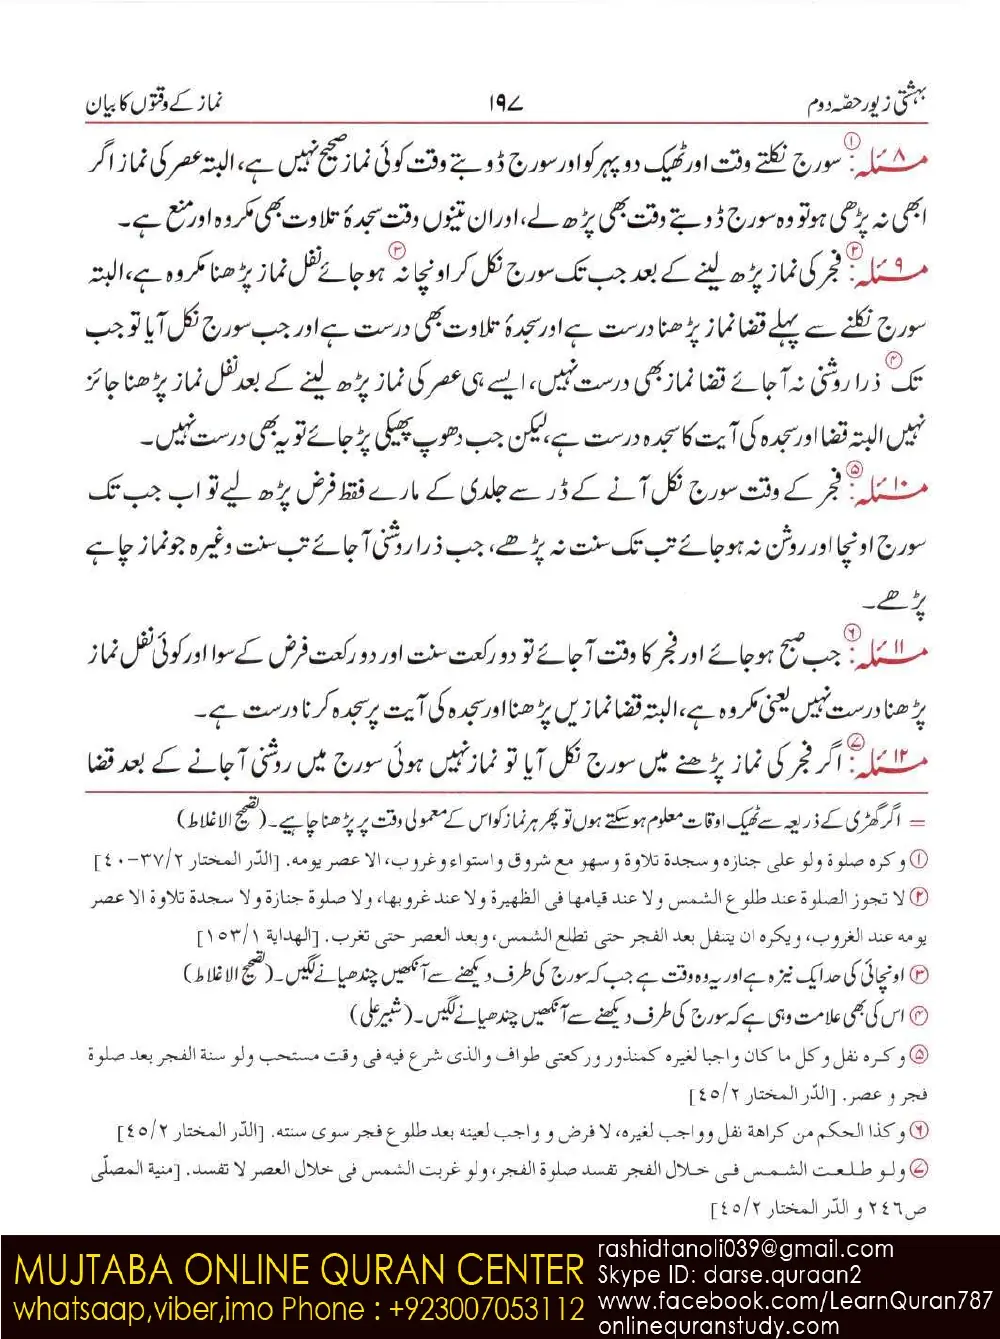 بہشتی زیور حصّہ دوم ۱۹۷ نماز کے وقتوں کا بیان
مسئلہ ۸: ① سورج نکلتے وقت اور ٹھیک دوپہر کو اور سورج ڈوبتے وقت کوئی نماز صحیح نہیں ہے، البتہ عصر کی نماز اگر
ابھی نہ پڑھی ہو تو وہ سورج ڈوبتے وقت بھی پڑھ لے، اور ان تینوں وقت سجدۂ تلاوت بھی مکروہ اور منع ہے۔
مسئلہ ۹: ② فجر کی نماز پڑھ لینے کے بعد جب تک سورج نکل کر اونچا نہ ③ ہو جائے نفل نماز پڑھنا مکروہ ہے، البتہ
سورج نکلنے سے پہلے قضا نماز پڑھنا درست ہے اور سجدۂ تلاوت بھی درست ہے اور جب سورج نکل آیا تو جب
تک ④ ذرا روشنی نہ آ جائے قضا نماز بھی درست نہیں، ایسے ہی عصر کی نماز پڑھ لینے کے بعد نفل نماز پڑھنا جائز
نہیں البتہ قضا اور سجدہ کی آیت کا سجدہ درست ہے، لیکن جب دھوپ پھیکی پڑ جائے تو یہ بھی درست نہیں۔
مسئلہ ۱۰: ⑤ فجر کے وقت سورج نکل آنے کے ڈر سے جلدی کے مارے فقط فرض پڑھ لیے تو اب جب تک
سورج اونچا اور روشن نہ ہو جائے تب تک سنت نہ پڑھے، جب ذرا روشنی آ جائے تب سنت وغیرہ جو نماز چاہے
پڑھے۔
مسئلہ ۱۱: ⑥ جب صبح ہو جائے اور فجر کا وقت آ جائے تو دو رکعت سنت اور دو رکعت فرض کے سوا اور کوئی نفل نماز
پڑھنا درست نہیں یعنی مکروہ ہے، البتہ قضا نمازیں پڑھنا اور سجدہ کی آیت پر سجدہ کرنا درست ہے۔
مسئلہ ۱۲: ⑦ اگر فجر کی نماز پڑھنے میں سورج نکل آیا تو نماز نہیں ہوئی سورج میں روشنی آ جانے کے بعد قضا
= اگر گھڑی کے ذریعہ سے ٹھیک اوقات معلوم ہو سکتے ہوں تو پھر ہر نماز کو اس کے معمولی وقت پر پڑھنا چاہیے۔ (تصحیح الاغلاط)
① وكره صلوة ولو على جنازه وسجدة تلاوة وسهو مع شروق واستواء وغروب، الا عصر يومه. [الدّر المختار ۲/۳۷-۴۰]
② لا تجوز الصلوة عند طلوع الشمس ولا عند قيامها فى الظهيرة ولا عند غروبها، ولا صلوة جنازة ولا سجدة تلاوة الا عصر
يومه عند الغروب، ويكره ان يتنفل بعد الفجر حتى تطلع الشمس، وبعد العصر حتى تغرب. [الهداية ۱/۱۵۳]
③ اونچائی کی حد ایک نیزہ ہے اور یہ وہ وقت ہے جب کہ سورج کی طرف دیکھنے سے آنکھیں چندھیانے لگیں۔ (تصحیح الاغلاط)
④ اس کی بھی علامت وہی ہے کہ سورج کی طرف دیکھنے سے آنکھیں چندھیانے لگیں۔ (شبیر علی)
⑤ وكره نفل وكل ما كان واجبا لغيره كمنذور وركعتى طواف والذى شرع فيه فى وقت مستحب ولو سنة الفجر بعد صلوة
فجر و عصر. [الدّر المختار ۲/۴۵]
⑥ وكذا الحكم من كراهة نفل وواجب لغيره، لا فرض و واجب لعينه بعد طلوع فجر سوى سنته. [الدّر المختار ۲/۴۵]
⑦ ولو طلعت الشمس فى خلال الفجر تفسد صلوة الفجر، ولو غربت الشمس فى خلال العصر لا تفسد. [منية المصلّى
ص۲۴۶ و الدّر المختار ۲/۴۵]
MUJTABA ONLINE QURAN CENTER
whatsaap,viber,imo Phone : +923007053112
rashidtanoli039@gmail.com
Skype ID: darse.quraan2
www.facebook.com/LearnQuran787
onlinequranstudy.com